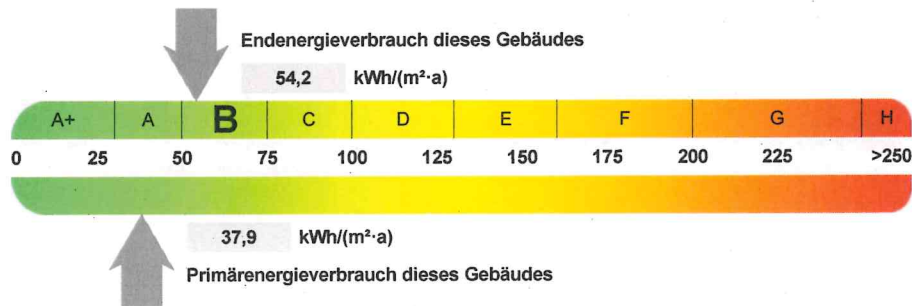 Endenergieverbrauch dieses Gebäudes
54,2 kWh/(m²·a)
A+ A B C D E F G H
0 25 50 75 100 125 150 175 200 225 >250
37,9 kWh/(m²·a)
Primärenergieverbrauch dieses Gebäudes